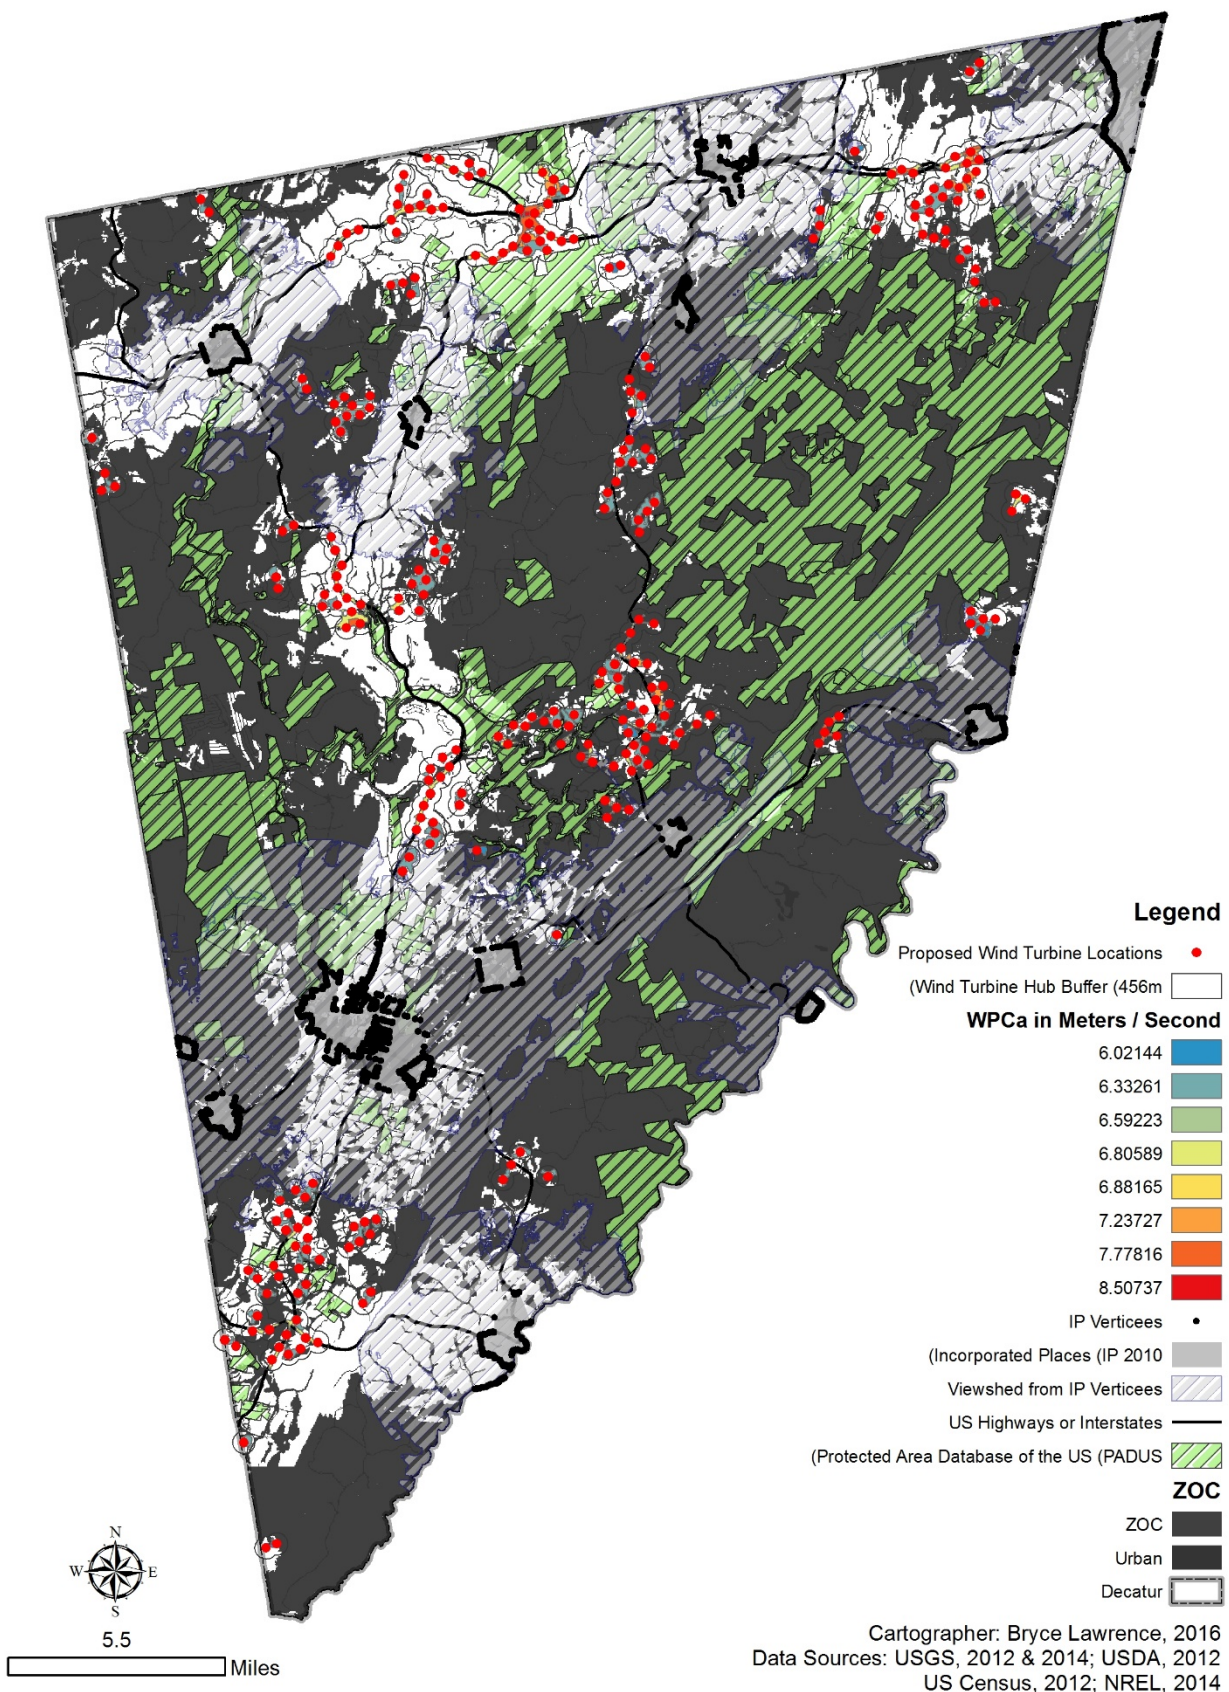 Legend
Proposed Wind Turbine Locations
(Wind Turbine Hub Buffer (456m
WPCa in Meters / Second
6.02144
6.33261
6.59223
6.80589
6.88165
7.23727
7.77816
8.50737
IP Verticees
(Incorporated Places (IP 2010
Viewshed from IP Verticees
US Highways or Interstates
(Protected Area Database of the US (PADUS
ZOC
ZOC
Urban
Decatur
N
W E
S
5.5
Miles
Cartographer: Bryce Lawrence, 2016
Data Sources: USGS, 2012 & 2014; USDA, 2012
US Census, 2012; NREL, 2014